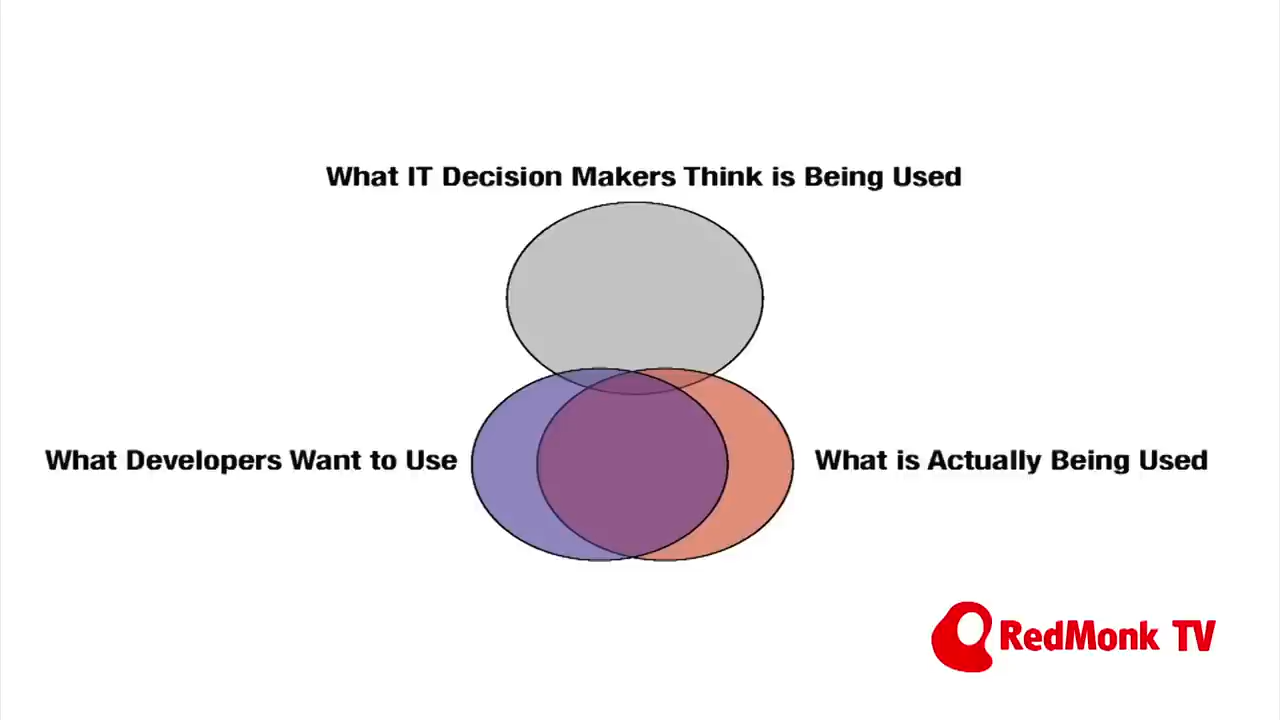 What IT Decision Makers Think is Being Used
What Developers Want to Use
What is Actually Being Used
RedMonk TV